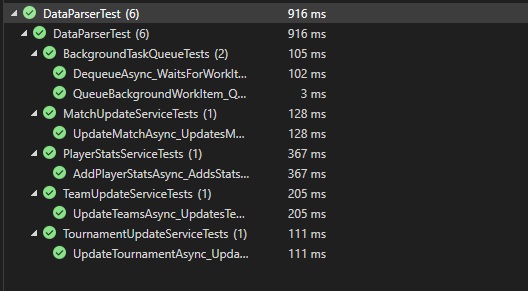 DataParserTest (6) 916 ms
DataParserTest (6) 916 ms
BackgroundTaskQueueTests (2) 105 ms
DequeueAsync_WaitsForWorkIt... 102 ms
QueueBackgroundWorkItem_Q... 3 ms
MatchUpdateServiceTests (1) 128 ms
UpdateMatchAsync_UpdatesM... 128 ms
PlayerStatsServiceTests (1) 367 ms
AddPlayerStatsAsync_AddsStats... 367 ms
TeamUpdateServiceTests (1) 205 ms
UpdateTeamsAsync_UpdatesTe... 205 ms
TournamentUpdateServiceTests (1) 111 ms
UpdateTournamentAsync_Upda... 111 ms